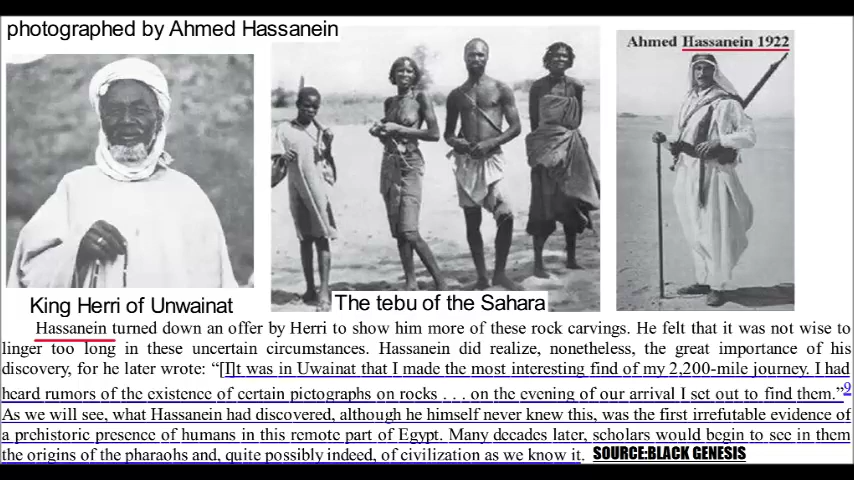 photographed by Ahmed Hassanein
Ahmed Hassanein 1922
King Herri of Unwainat
The tebu of the Sahara
Hassanein turned down an offer by Herri to show him more of these rock carvings. He felt that it was not wise to
linger too long in these uncertain circumstances. Hassanein did realize, nonetheless, the great importance of his
discovery, for he later wrote: “[I]t was in Uwainat that I made the most interesting find of my 2,200-mile journey. I had
heard rumors of the existence of certain pictographs on rocks . . . on the evening of our arrival I set out to find them.”9
As we will see, what Hassanein had discovered, although he himself never knew this, was the first irrefutable evidence of
a prehistoric presence of humans in this remote part of Egypt. Many decades later, scholars would begin to see in them
the origins of the pharaohs and, quite possibly indeed, of civilization as we know it. SOURCE:BLACK GENESIS